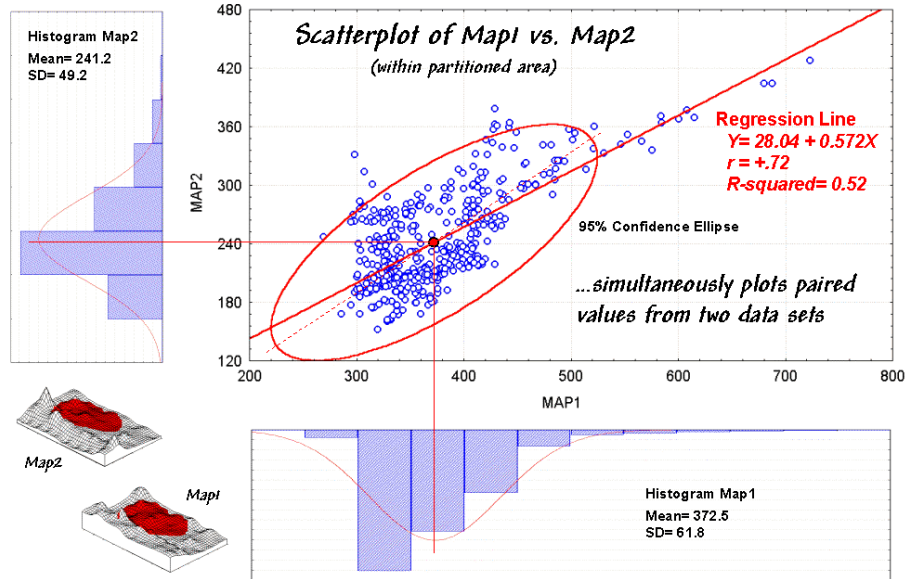 Histogram Map2
Mean= 241.2
SD= 49.2
Scatterplot of Map1 vs. Map2
(within partitioned area)
480
420
360
300
240
180
120
MAP2
Regression Line
Y= 28.04 + 0.572X
r = +.72
R-squared= 0.52
95% Confidence Ellipse
...simultaneously plots paired
values from two data sets
200
300
400
500
600
700
800
MAP1
Map2
Map1
Histogram Map1
Mean= 372.5
SD= 61.8